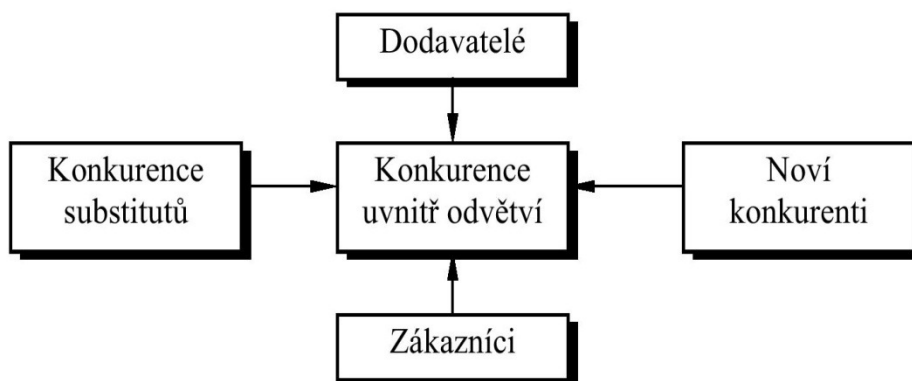 Dodavatelé
Konkurence
substitutů
Konkurence
uvnitř odvětví
Noví
konkurenti
Zákazníci